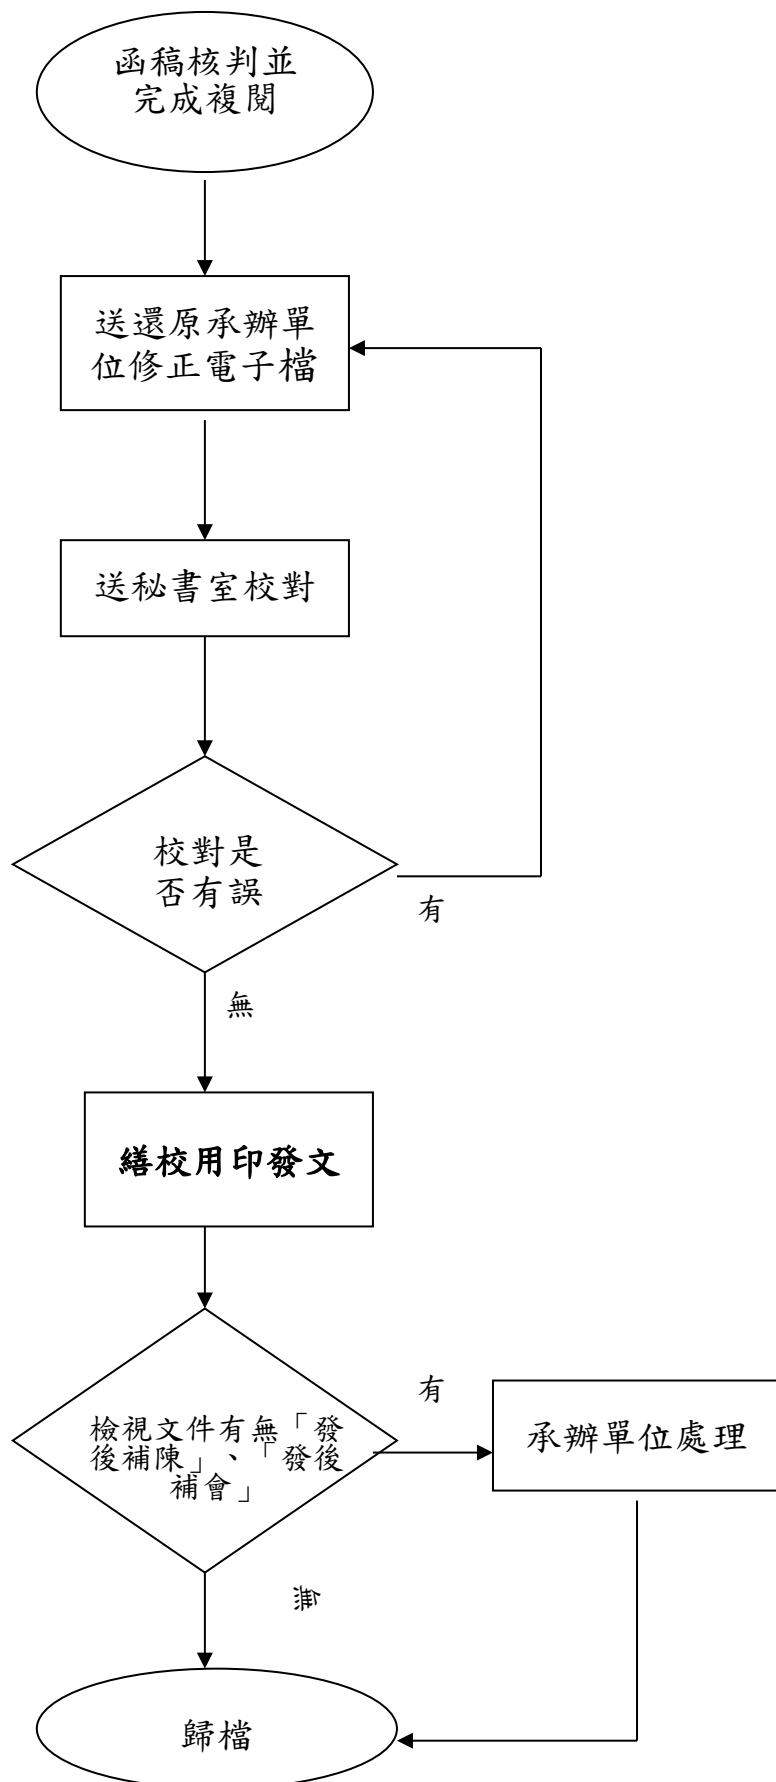 函稿核判並
完成複閱
送還原承辦單
位修正電子檔
送秘書室校對
校對是
否有誤
有
無
繕校用印發文
有
檢視文件有無「發
後補陳」、「發後
補會」
承辦單位處理
無
歸檔